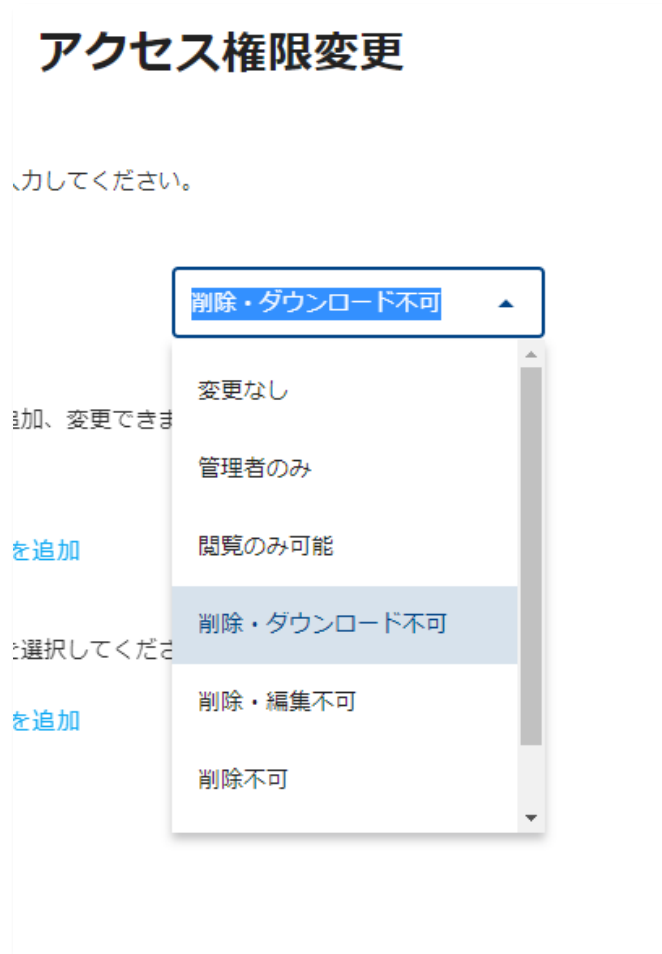 アクセス権限変更
入力してください。
削除・ダウンロード不可
変更なし
追加、変更できま
管理者のみ
閲覧のみ可能
を追加
削除・ダウンロード不可
を選択してくださ
削除・編集不可
を追加
削除不可